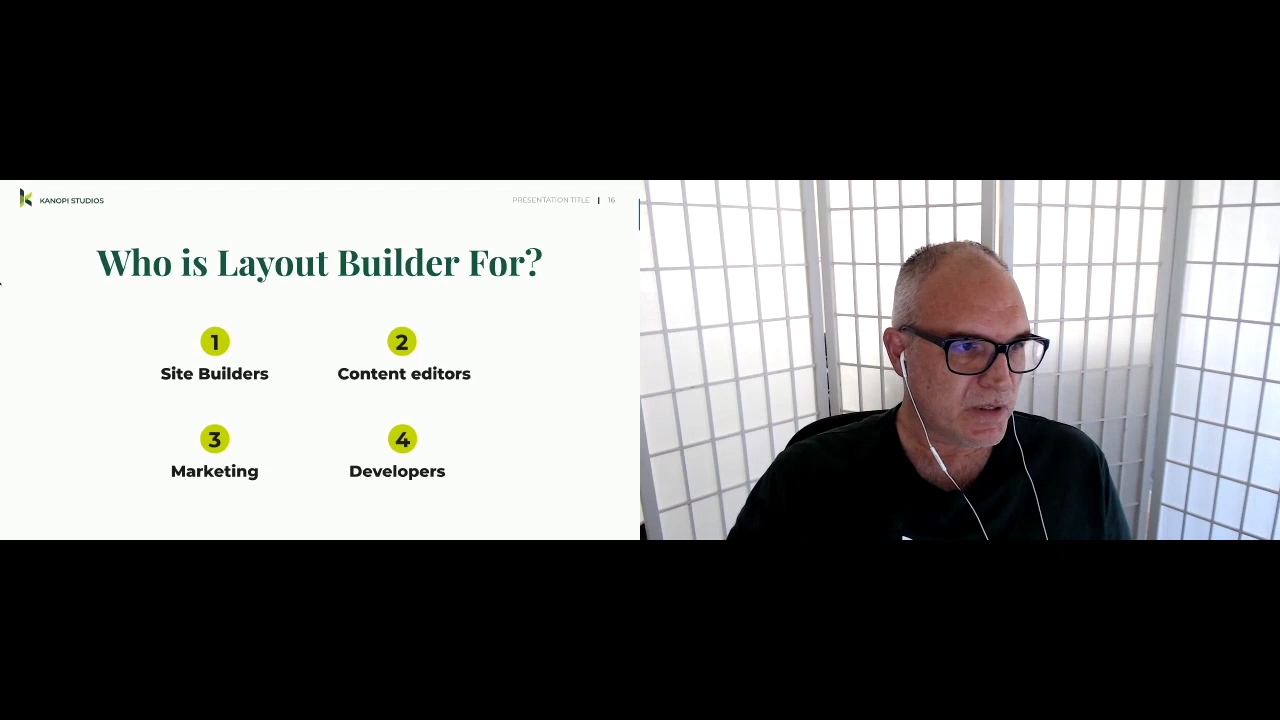 KANOPI STUDIOS
PRESENTATION TITLE | 16
Who is Layout Builder For?
1
Site Builders
2
Content editors
3
Marketing
4
Developers